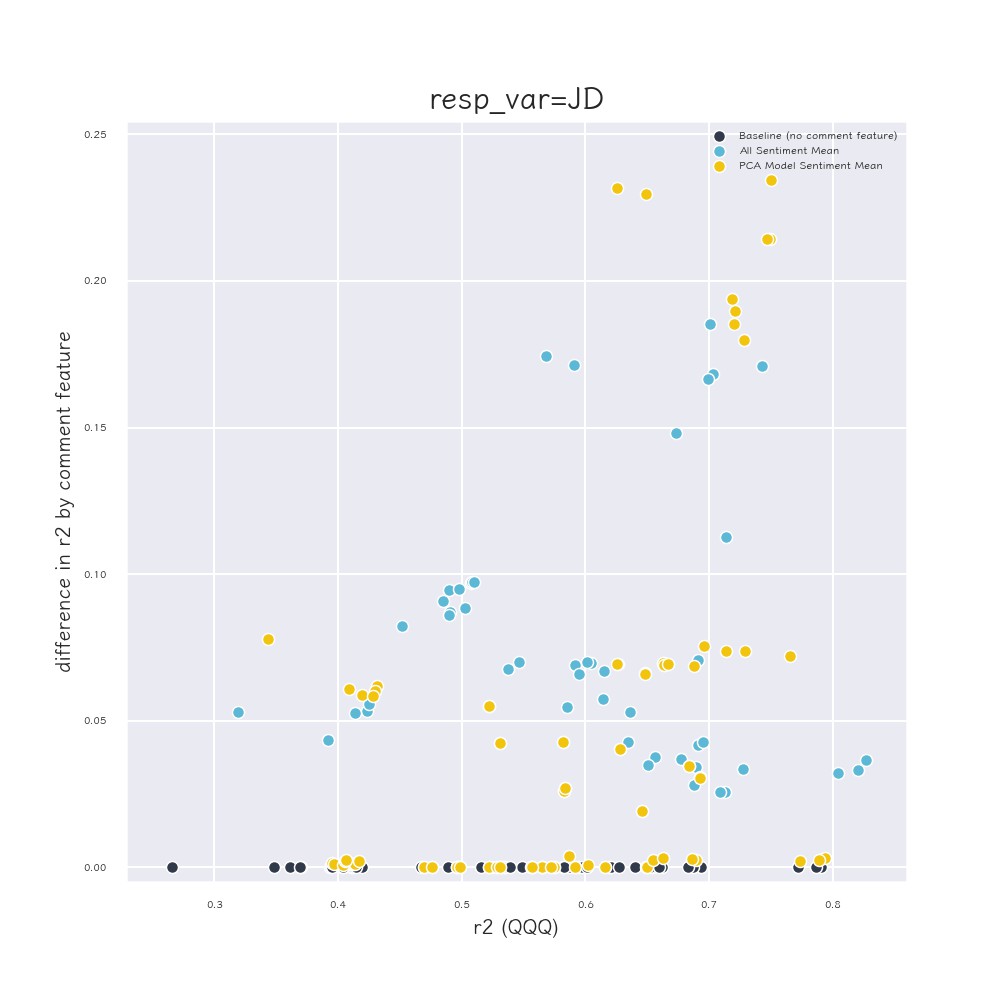 resp_var=JD
0.25
Baseline (no comment feature)
All Sentiment Mean
PCA Model Sentiment Mean
0.20
0.15
0.10
0.05
0.00
difference in r2 by comment feature
0.3 0.4 0.5 0.6 0.7 0.8
r2 (QQQ)